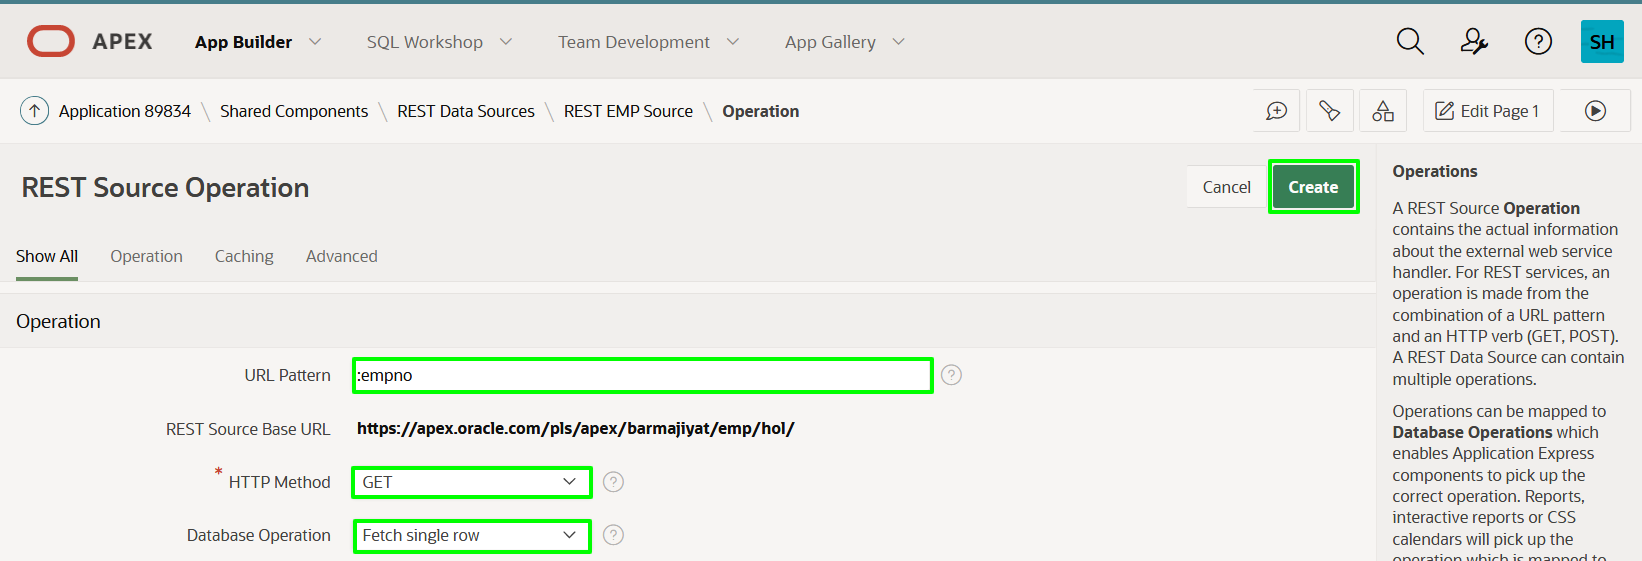 APEX App Builder SQL Workshop Team Development App Gallery SH
Application 89834 \ Shared Components \ REST Data Sources \ REST EMP Source \ Operation Edit Page 1
REST Source Operation Cancel Create
Show All Operation Caching Advanced
Operation
URL Pattern :empno ?
REST Source Base URL https://apex.oracle.com/pls/apex/barmajiyat/emp/hol/
* HTTP Method GET ?
Database Operation Fetch single row ?
Operations
A REST Source Operation
contains the actual information
about the external web service
handler. For REST services, an
operation is made from the
combination of a URL pattern
and an HTTP verb (GET, POST).
A REST Data Source can contain
multiple operations.
Operations can be mapped to
Database Operations which
enables Application Express
components to pick up the
correct operation. Reports,
interactive reports or CSS
calendars will pick up the
operation which is mapped to